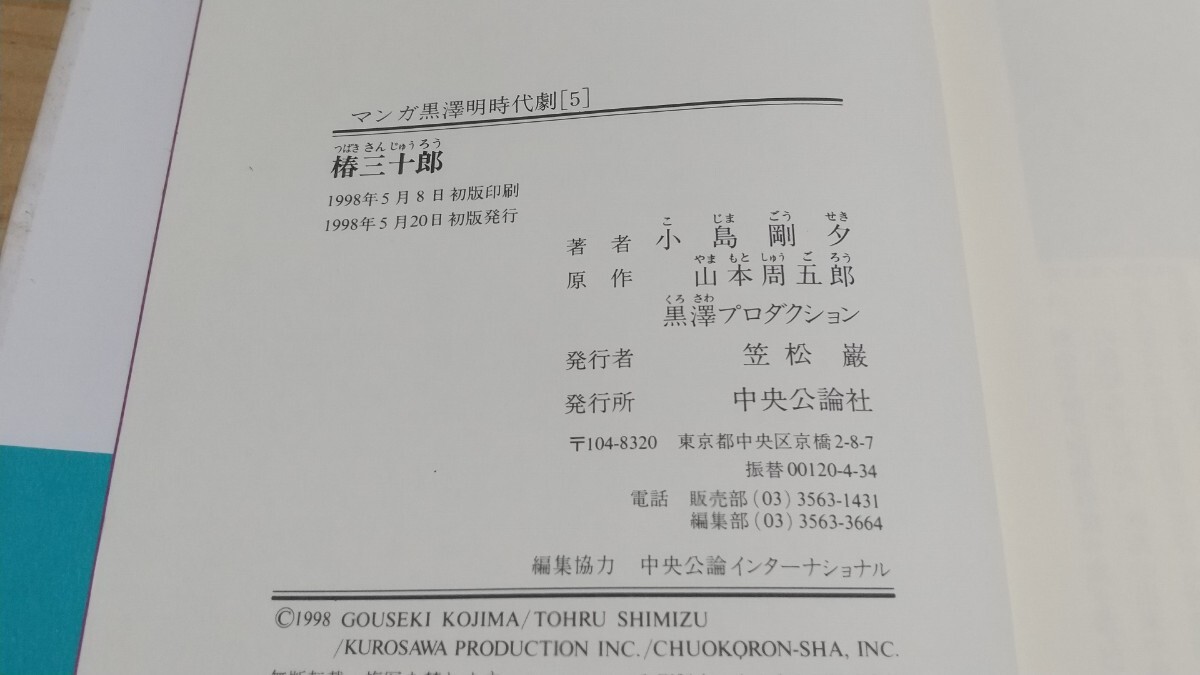 マンガ黒澤明時代劇[5]
つばき さん じゅう ろう
椿三十郎
1998年5月8日初版印刷
1998年5月20日初版発行
こ じま ごう せき
著者 小島剛夕
やま もと しゅう ご ろう
原作 山本周五郎
くろ さわ
黒澤プロダクション
発行者 笠松巌
発行所 中央公論社
〒104-8320 東京都中央区京橋2-8-7
振替00120-4-34
電話 販売部(03)3563-1431
編集部(03)3563-3664
編集協力 中央公論インターナショナル
©1998 GOUSEKI KOJIMA/TOHRU SHIMIZU
/KUROSAWA PRODUCTION INC./CHUOKŌRON-SHA, INC.